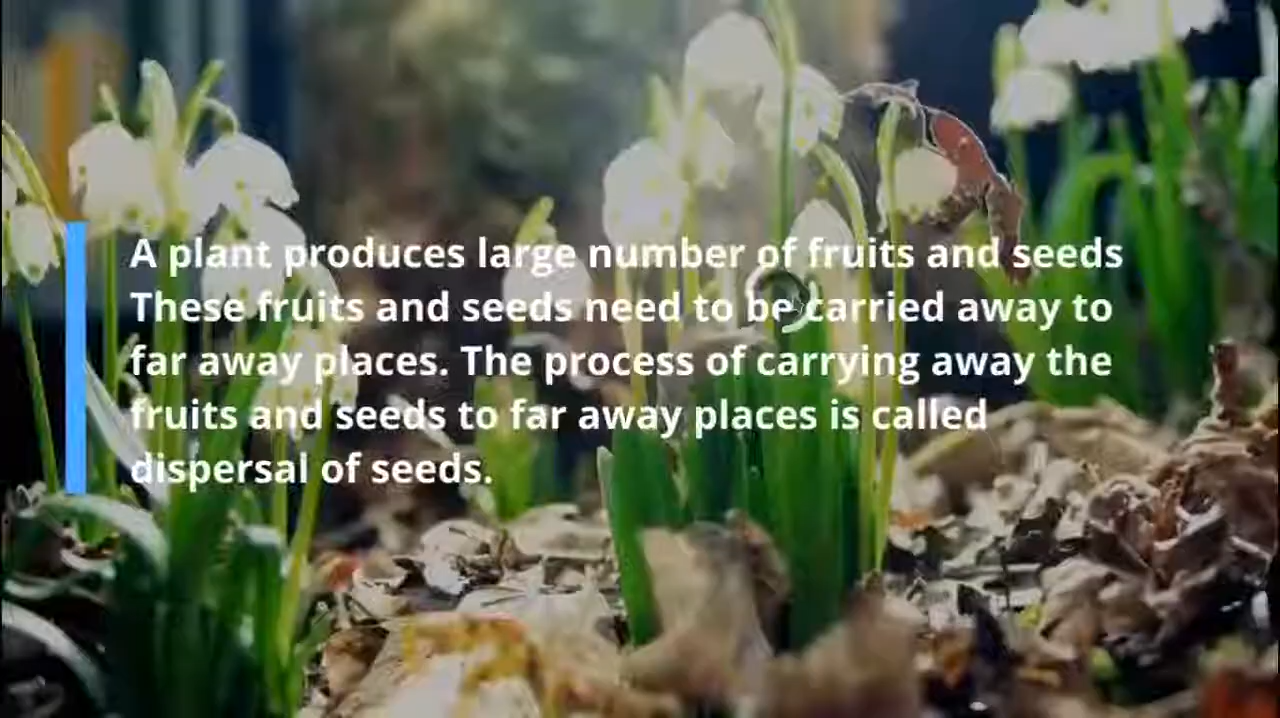 A plant produces large number of fruits and seeds
These fruits and seeds need to be carried away to
far away places. The process of carrying away the
fruits and seeds to far away places is called
dispersal of seeds.